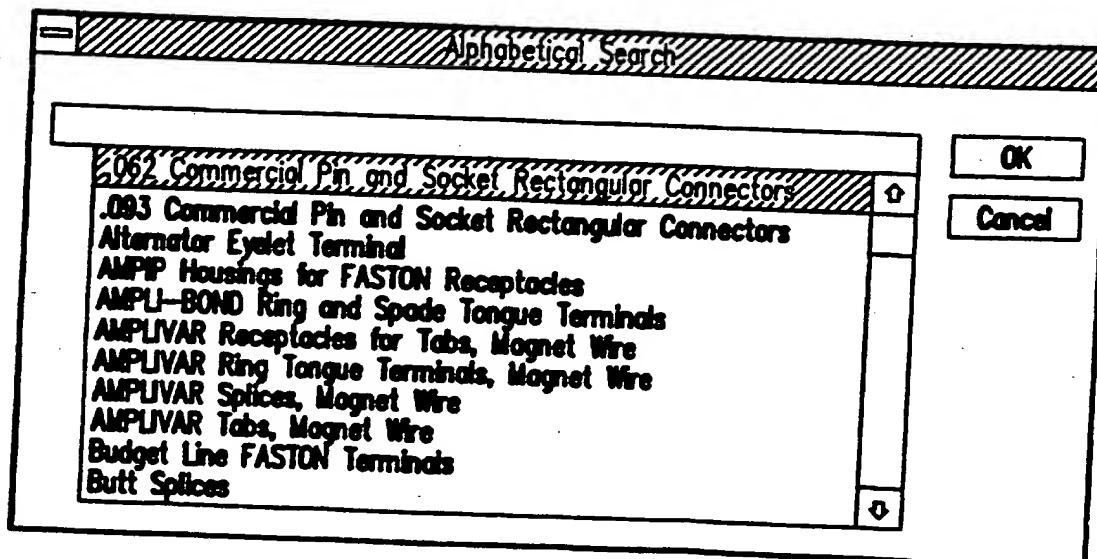 Alphabetical Search
OK
Cancel
.062 Commercial Pin and Socket Rectangular Connectors
.093 Commercial Pin and Socket Rectangular Connectors
Alternator Eyelet Terminal
AMPIP Housings for FASTON Receptacles
AMPLI-BOND Ring and Spade Tongue Terminals
AMPLIVAR Receptacles for Tabs, Magnet Wire
AMPLIVAR Ring Tongue Terminals, Magnet Wire
AMPLIVAR Splices, Magnet Wire
AMPLIVAR Tabs, Magnet Wire
Budget Line FASTON Terminals
Butt Splices